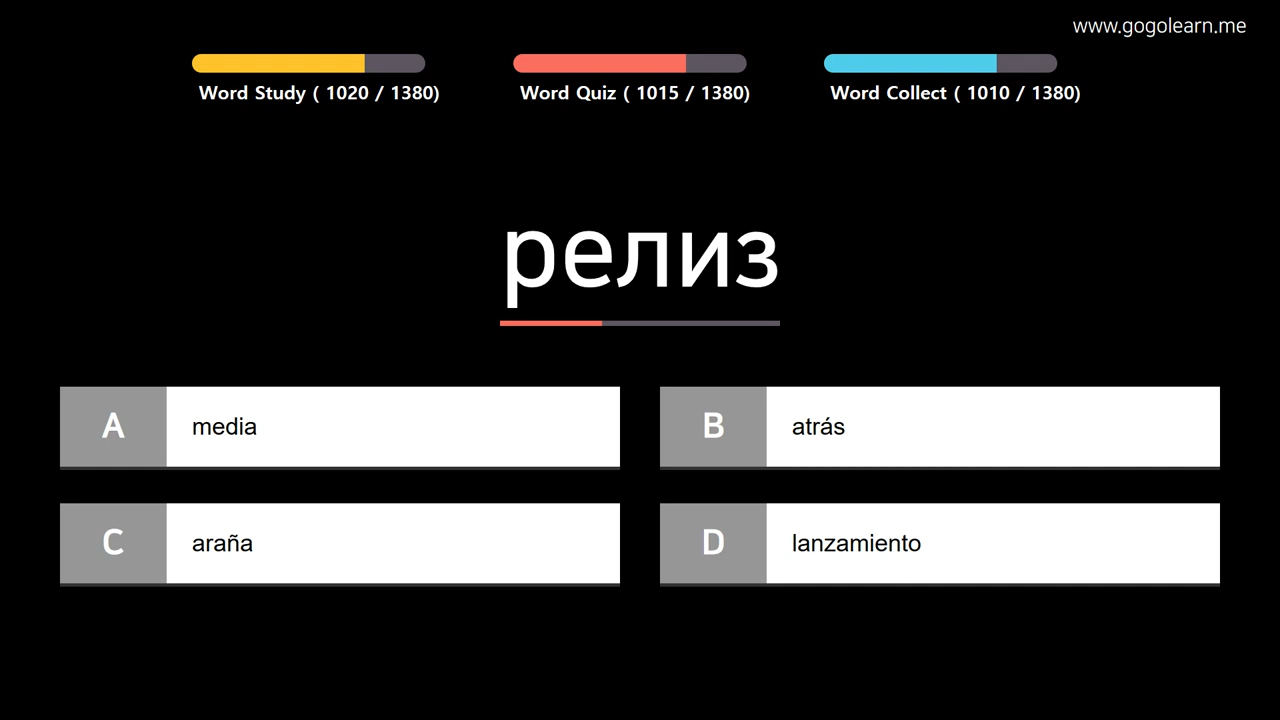 www.gogolearn.me
Word Study ( 1020 / 1380)
Word Quiz ( 1015 / 1380)
Word Collect ( 1010 / 1380)
релиз
A media
B atrás
C araña
D lanzamiento